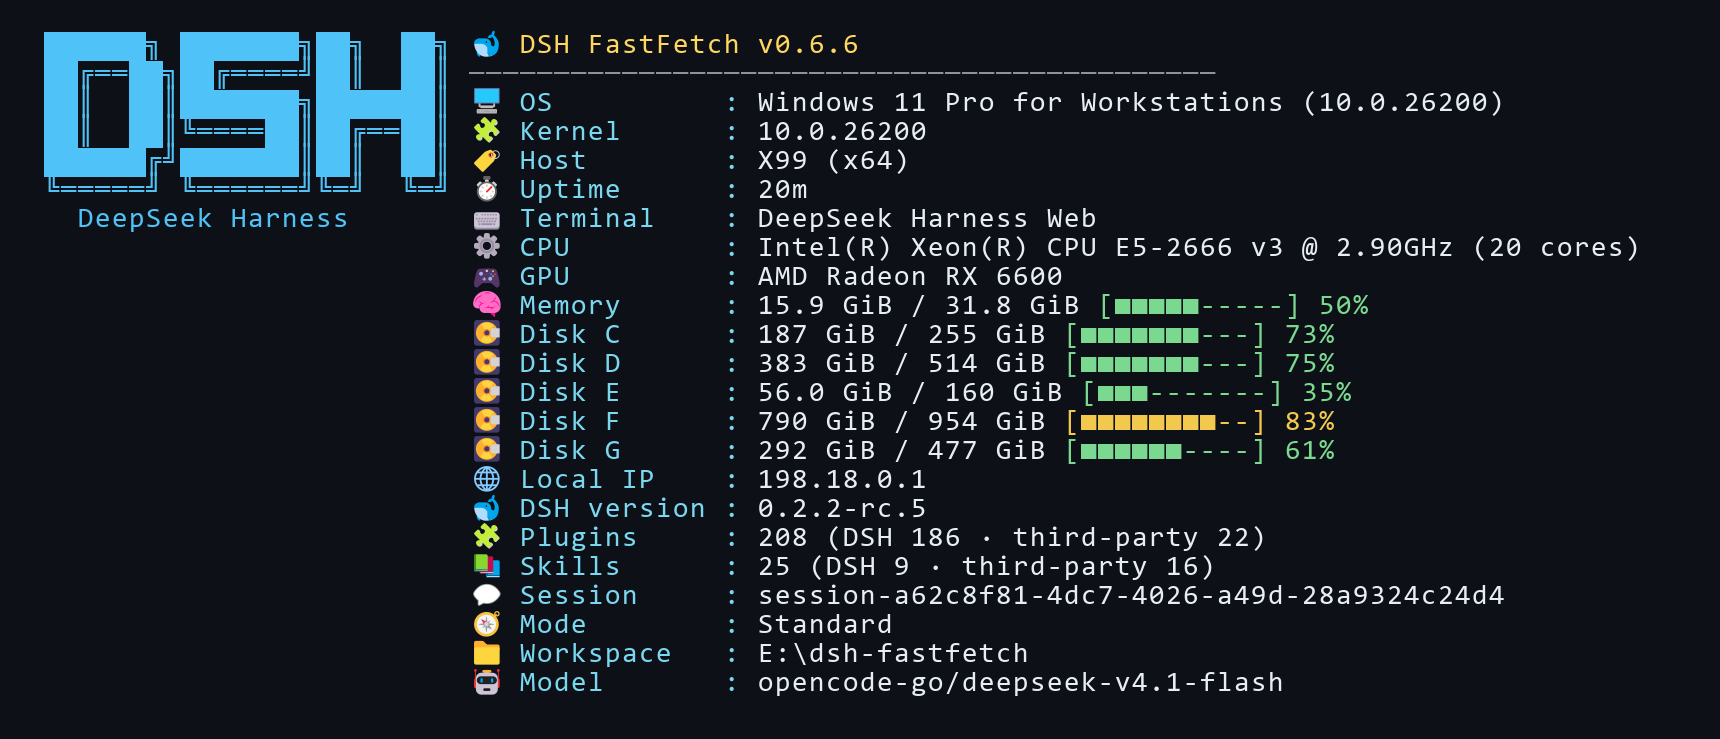 DSH
DeepSeek Harness
DSH FastFetch v0.6.6
OS : Windows 11 Pro for Workstations (10.0.26200)
Kernel : 10.0.26200
Host : X99 (x64)
Uptime : 20m
Terminal : DeepSeek Harness Web
CPU : Intel(R) Xeon(R) CPU E5-2666 v3 @ 2.90GHz (20 cores)
GPU : AMD Radeon RX 6600
Memory : 15.9 GiB / 31.8 GiB [■■■■■-----] 50%
Disk C : 187 GiB / 255 GiB [■■■■■■■---] 73%
Disk D : 383 GiB / 514 GiB [■■■■■■■---] 75%
Disk E : 56.0 GiB / 160 GiB [■■■-------] 35%
Disk F : 790 GiB / 954 GiB [■■■■■■■■--] 83%
Disk G : 292 GiB / 477 GiB [■■■■■■----] 61%
Local IP : 198.18.0.1
DSH version : 0.2.2-rc.5
Plugins : 208 (DSH 186 · third-party 22)
Skills : 25 (DSH 9 · third-party 16)
Session : session-a62c8f81-4dc7-4026-a49d-28a9324c24d4
Mode : Standard
Workspace : E:\dsh-fastfetch
Model : opencode-go/deepseek-v4.1-flash